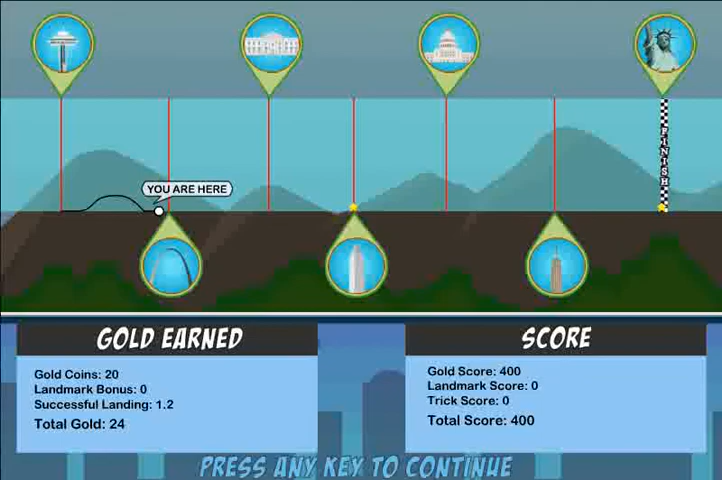 FINISH
YOU ARE HERE
GOLD EARNED
Gold Coins: 20
Landmark Bonus: 0
Successful Landing: 1.2
Total Gold: 24
SCORE
Gold Score: 400
Landmark Score: 0
Trick Score: 0
Total Score: 400
PRESS ANY KEY TO CONTINUE